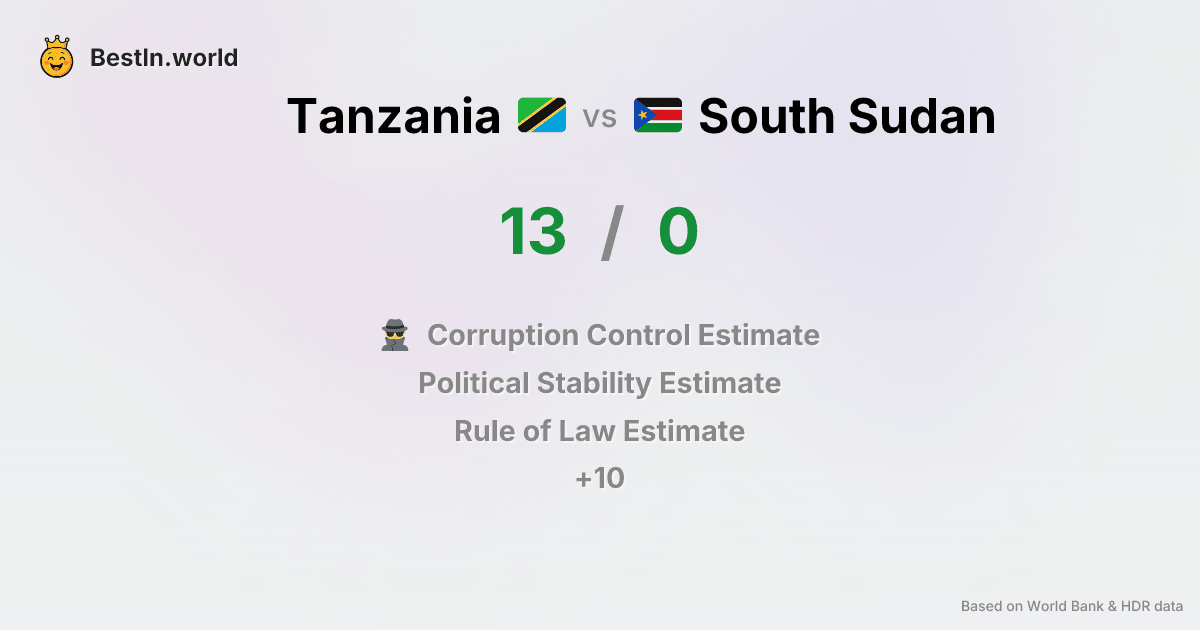 BestIn.world
Tanzania vs South Sudan
13 / 0
Corruption Control Estimate
Political Stability Estimate
Rule of Law Estimate
+10
Based on World Bank & HDR data